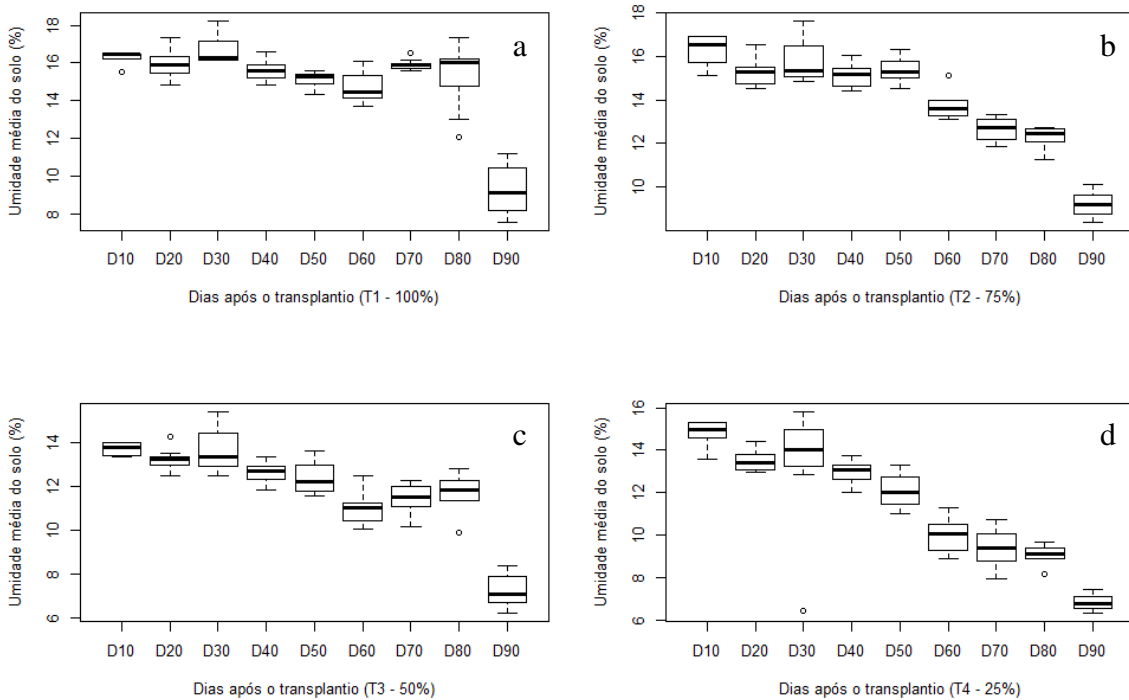 a
Umidade média do solo (%)
18
16
14
12
10
8
D10 D20 D30 D40 D50 D60 D70 D80 D90
Dias após o transplantio (T1 - 100%)
b
Umidade média do solo (%)
18
16
14
12
10
D10 D20 D30 D40 D50 D60 D70 D80 D90
Dias após o transplantio (T2 - 75%)
c
Umidade média do solo (%)
14
12
10
8
6
D10 D20 D30 D40 D50 D60 D70 D80 D90
Dias após o transplantio (T3 - 50%)
d
Umidade média do solo (%)
16
14
12
10
8
6
D10 D20 D30 D40 D50 D60 D70 D80 D90
Dias após o transplantio (T4 - 25%)